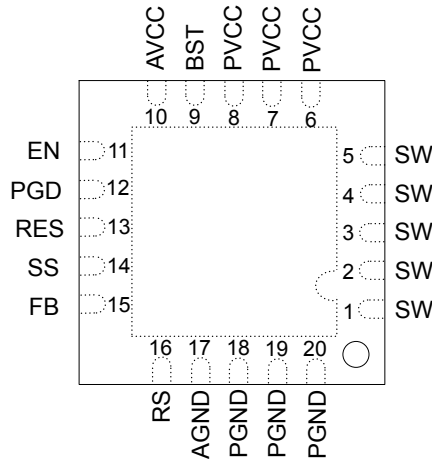 AVCC BST PVCC PVCC PVCC
10 9 8 7 6
EN 11
PGD 12
RES 13
SS 14
FB 15
5 SW
4 SW
3 SW
2 SW
1 SW
16 17 18 19 20
RS AGND PGND PGND PGND